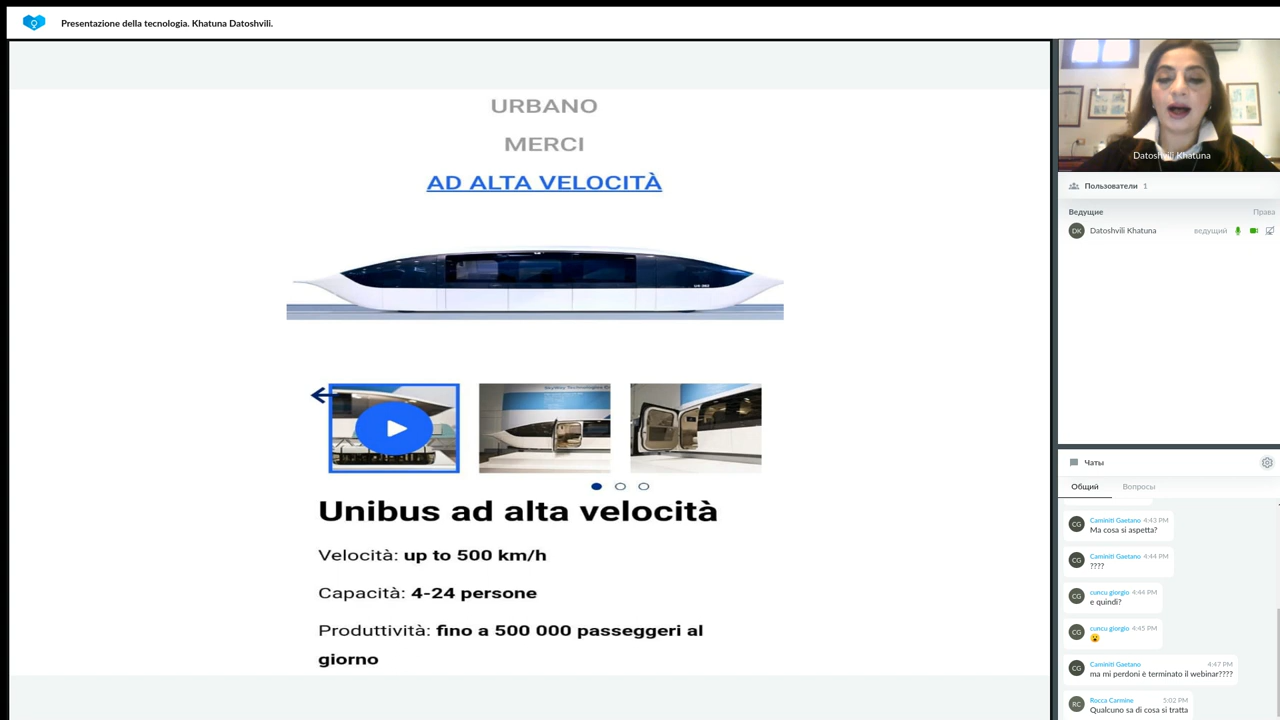 Presentazione della tecnologia. Khatuna Datoshvili.
URBANO
MERCI
AD ALTA VELOCITÀ
Unibus ad alta velocità
Velocità: up to 500 km/h
Capacità: 4-24 persone
Produttività: fino a 500 000 passeggeri al
giorno
Datoshvili Khatuna
Пользователи 1
Ведущие Права
DK Datoshvili Khatuna ведущий
Чаты
Общий Вопросы
CG Caminiti Gaetano 4:43 PM
Ma cosa si aspetta?
CG Caminiti Gaetano 4:44 PM
????
CG cuncu giorgio 4:44 PM
e quindi?
CG cuncu giorgio 4:45 PM
😮
CG Caminiti Gaetano 4:47 PM
ma mi perdoni è terminato il webinar????
RC Rocca Carmine 5:02 PM
Qualcuno sa di cosa si tratta